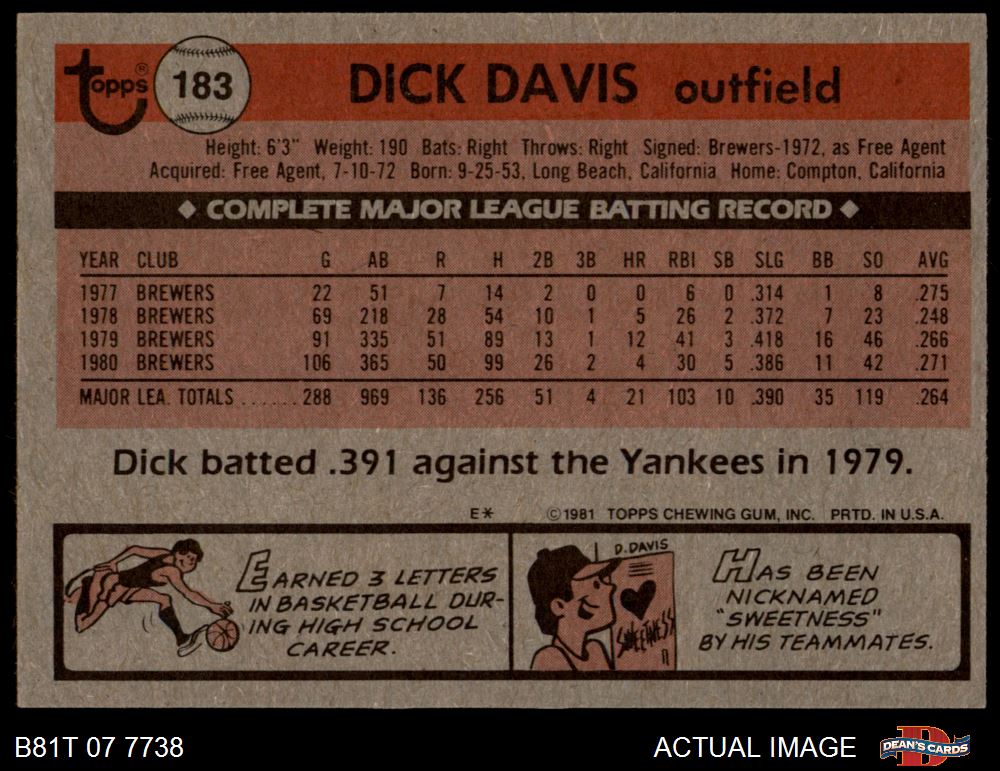 Topps® 183 DICK DAVIS outfield
Height: 6'3" Weight: 190 Bats: Right Throws: Right Signed: Brewers-1972, as Free Agent
Acquired: Free Agent, 7-10-72 Born: 9-25-53, Long Beach, California Home: Compton, California
◆ COMPLETE MAJOR LEAGUE BATTING RECORD ◆
YEAR CLUB G AB R H 2B 3B HR RBI SB SLG BB SO AVG
1977 BREWERS 22 51 7 14 2 0 0 6 0 .314 1 8 .275
1978 BREWERS 69 218 28 54 10 1 5 26 2 .372 7 23 .248
1979 BREWERS 91 335 51 89 13 1 12 41 3 .418 16 46 .266
1980 BREWERS 106 365 50 99 26 2 4 30 5 .386 11 42 .271
MAJOR LEA. TOTALS ...... 288 969 136 256 51 4 21 103 10 .390 35 119 .264
Dick batted .391 against the Yankees in 1979.
E* ©1981 TOPPS CHEWING GUM, INC. PRTD. IN U.S.A.
EARNED 3 LETTERS
IN BASKETBALL DUR-
ING HIGH SCHOOL
CAREER.
D. DAVIS
SWEETNESS
HAS BEEN
NICKNAMED
"SWEETNESS"
BY HIS TEAMMATES.
B81T 07 7738 ACTUAL IMAGE DEAN'S CARDS